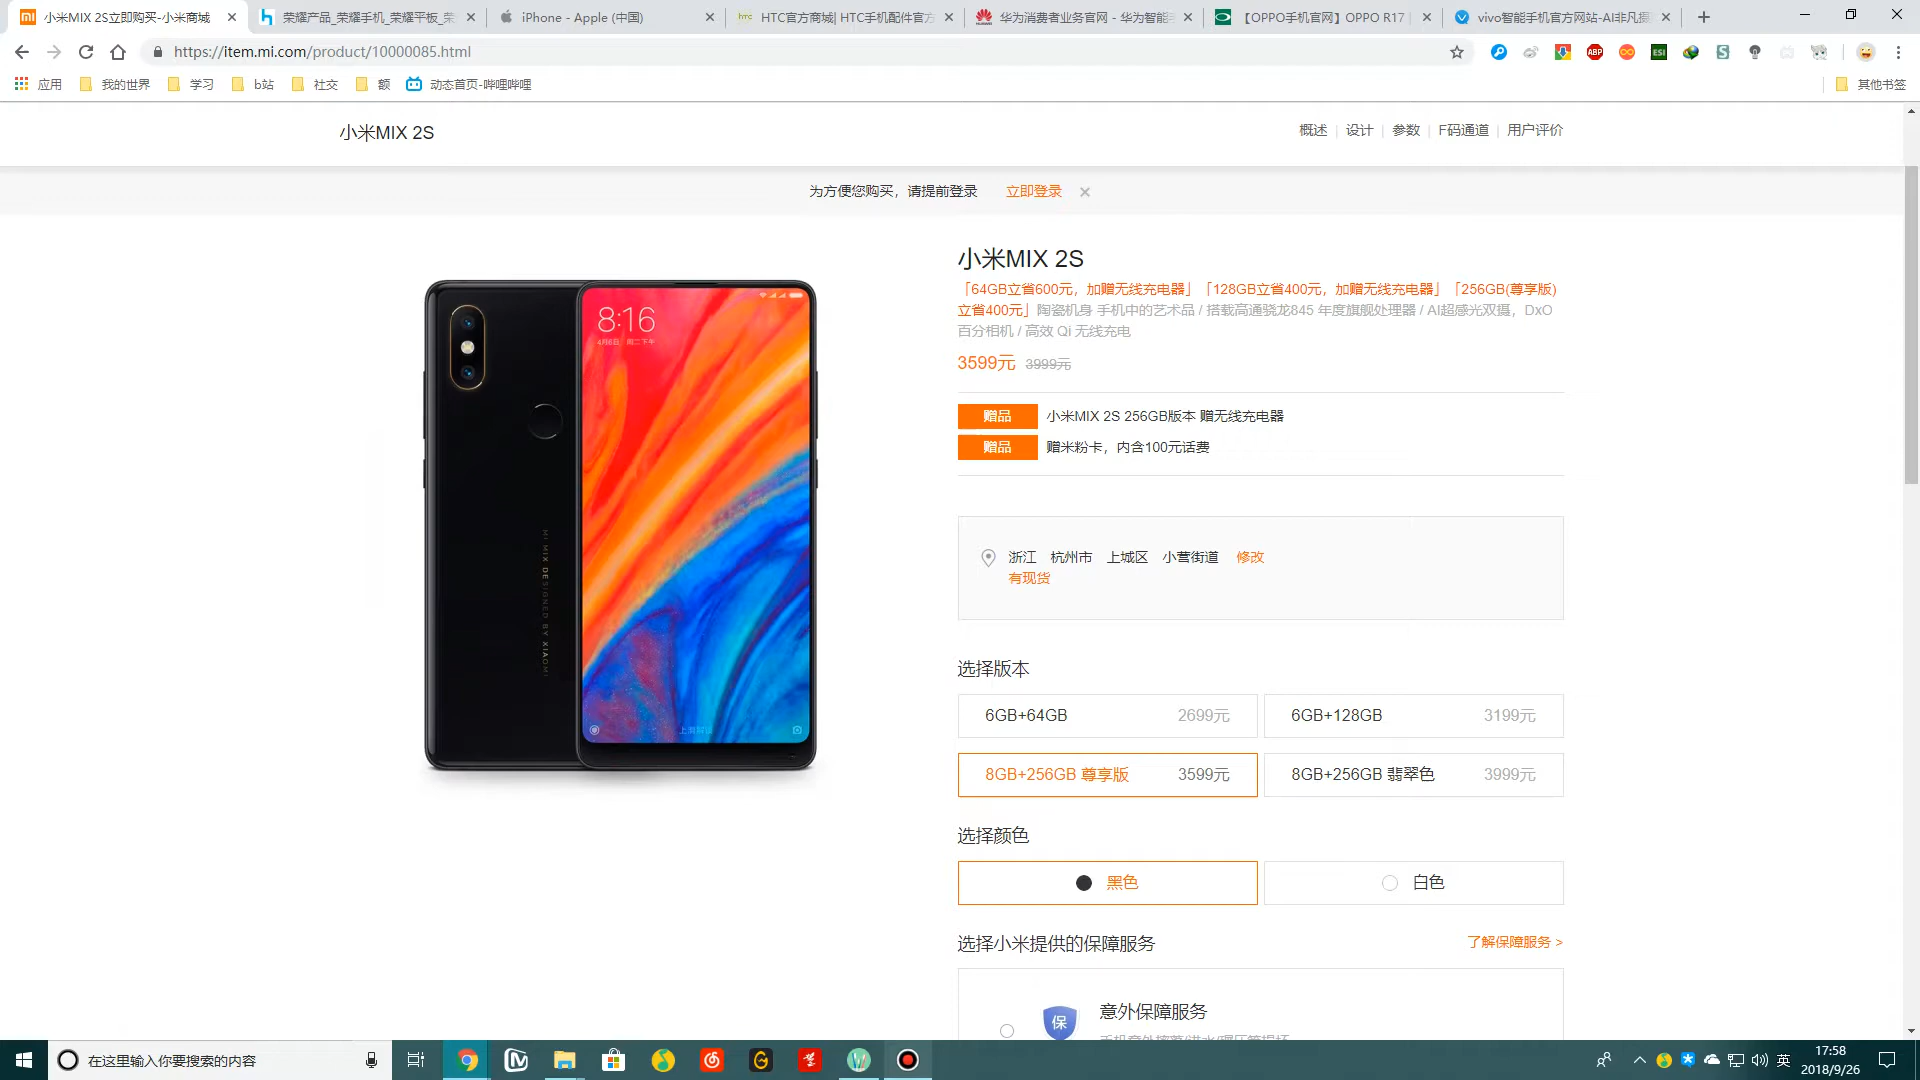 小米MIX 2S立即购买-小米商城
荣耀产品_荣耀手机_荣耀平板_荣
iPhone - Apple (中国)
HTC官方商城| HTC手机配件官方
华为消费者业务官网 - 华为智能手
【OPPO手机官网】OPPO R17
vivo智能手机官方网站-AI非凡摄
https://item.mi.com/product/10000085.html
应用
我的世界
学习
b站
社交
额
动态首页-哔哩哔哩
其他书签
小米MIX 2S
概述 | 设计 | 参数 | F码通道 | 用户评价
为方便您购买，请提前登录 立即登录
小米MIX 2S
「64GB立省600元，加赠无线充电器」「128GB立省400元，加赠无线充电器」「256GB(尊享版)
立省400元」陶瓷机身 手机中的艺术品 / 搭载高通骁龙845 年度旗舰处理器 / AI超感光双摄，DxO
百分相机 / 高效 Qi 无线充电
3599元 3999元
赠品 小米MIX 2S 256GB版本 赠无线充电器
赠品 赠米粉卡，内含100元话费
浙江 杭州市 上城区 小营街道 修改
有现货
8:16
MI MIX DESIGNED BY XIAOMI
选择版本
6GB+64GB 2699元
6GB+128GB 3199元
8GB+256GB 尊享版 3599元
8GB+256GB 翡翠色 3999元
选择颜色
黑色
白色
选择小米提供的保障服务
了解保障服务 >
保
意外保障服务
在这里输入你要搜索的内容
英
17:58
2018/9/26